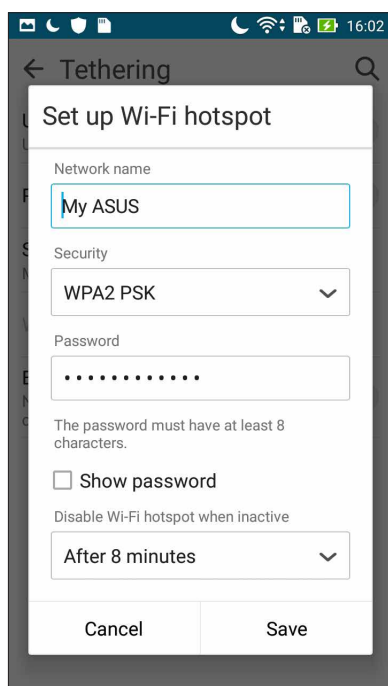 16:02
Tethering
Set up Wi-Fi hotspot
Network name
My ASUS
Security
WPA2 PSK
Password
••••••••••••
The password must have at least 8
characters.
Show password
Disable Wi-Fi hotspot when inactive
After 8 minutes
Cancel
Save